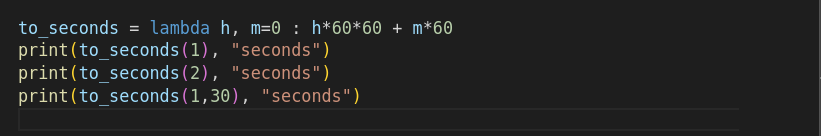 to_seconds = lambda h, m=0 : h*60*60 + m*60
print(to_seconds(1), "seconds")
print(to_seconds(2), "seconds")
print(to_seconds(1,30), "seconds")